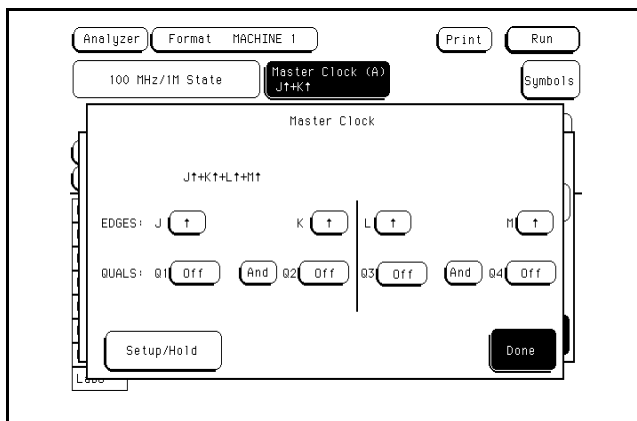 Analyzer Format MACHINE 1 Print Run
100 MHz/1M State Master Clock (A) Symbols
J↑+K↑
Master Clock
J↑+K↑+L↑+M↑
EDGES: J ↑ K ↑ L ↑ M ↑
QUALS: Q1 Off And Q2 Off Q3 Off And Q4 Off
Setup/Hold Done